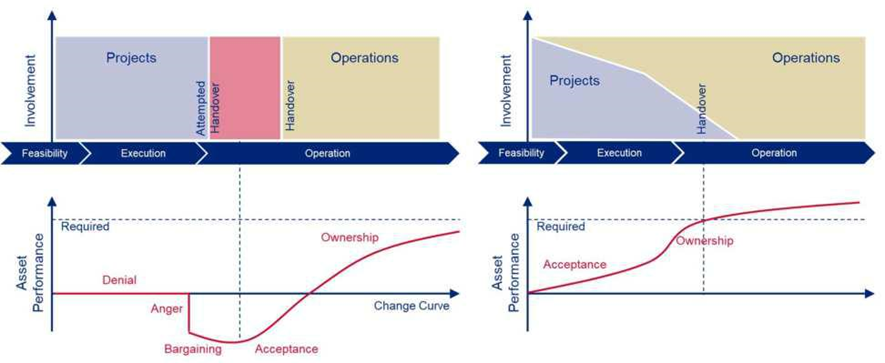 Involvement
Projects
Attempted
Handover
Handover
Operations
Feasibility
Execution
Operation
Involvement
Projects
Handover
Operations
Feasibility
Execution
Operation
Asset
Performance
Required
Denial
Anger
Bargaining
Acceptance
Ownership
Change Curve
Asset
Performance
Required
Acceptance
Ownership